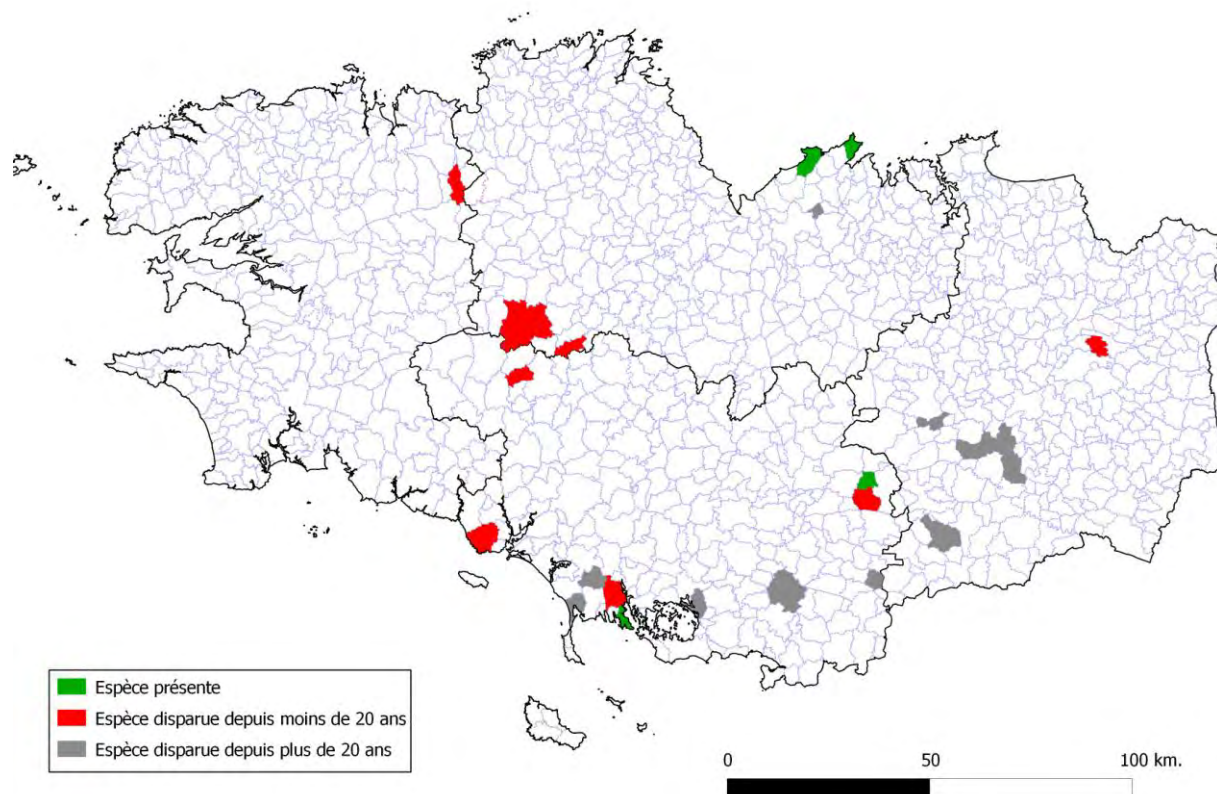 Espèce présente
Espèce disparue depuis moins de 20 ans
Espèce disparue depuis plus de 20 ans
0 50 100 km.